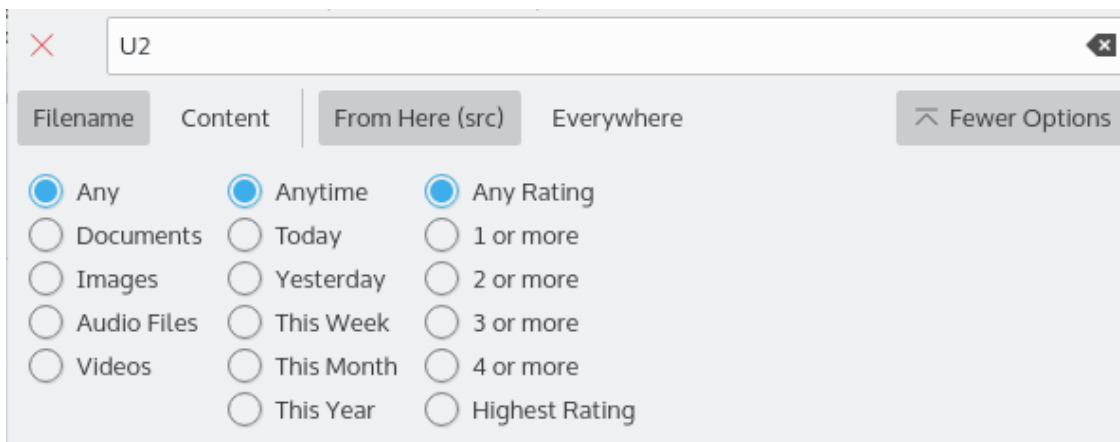 U2
Filename Content From Here (src) Everywhere Fewer Options
Any Anytime Any Rating
Documents Today 1 or more
Images Yesterday 2 or more
Audio Files This Week 3 or more
Videos This Month 4 or more
This Year Highest Rating